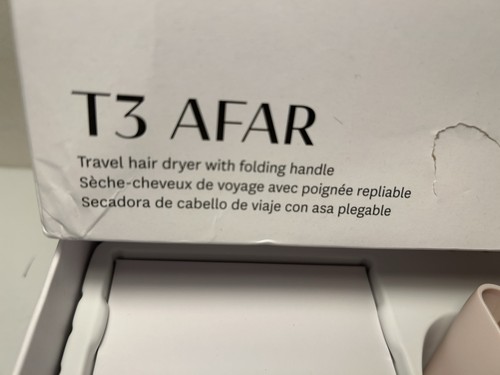 T3 AFAR
Travel hair dryer with folding handle
Sèche-cheveux de voyage avec poignée repliable
Secadora de cabello de viaje con asa plegable